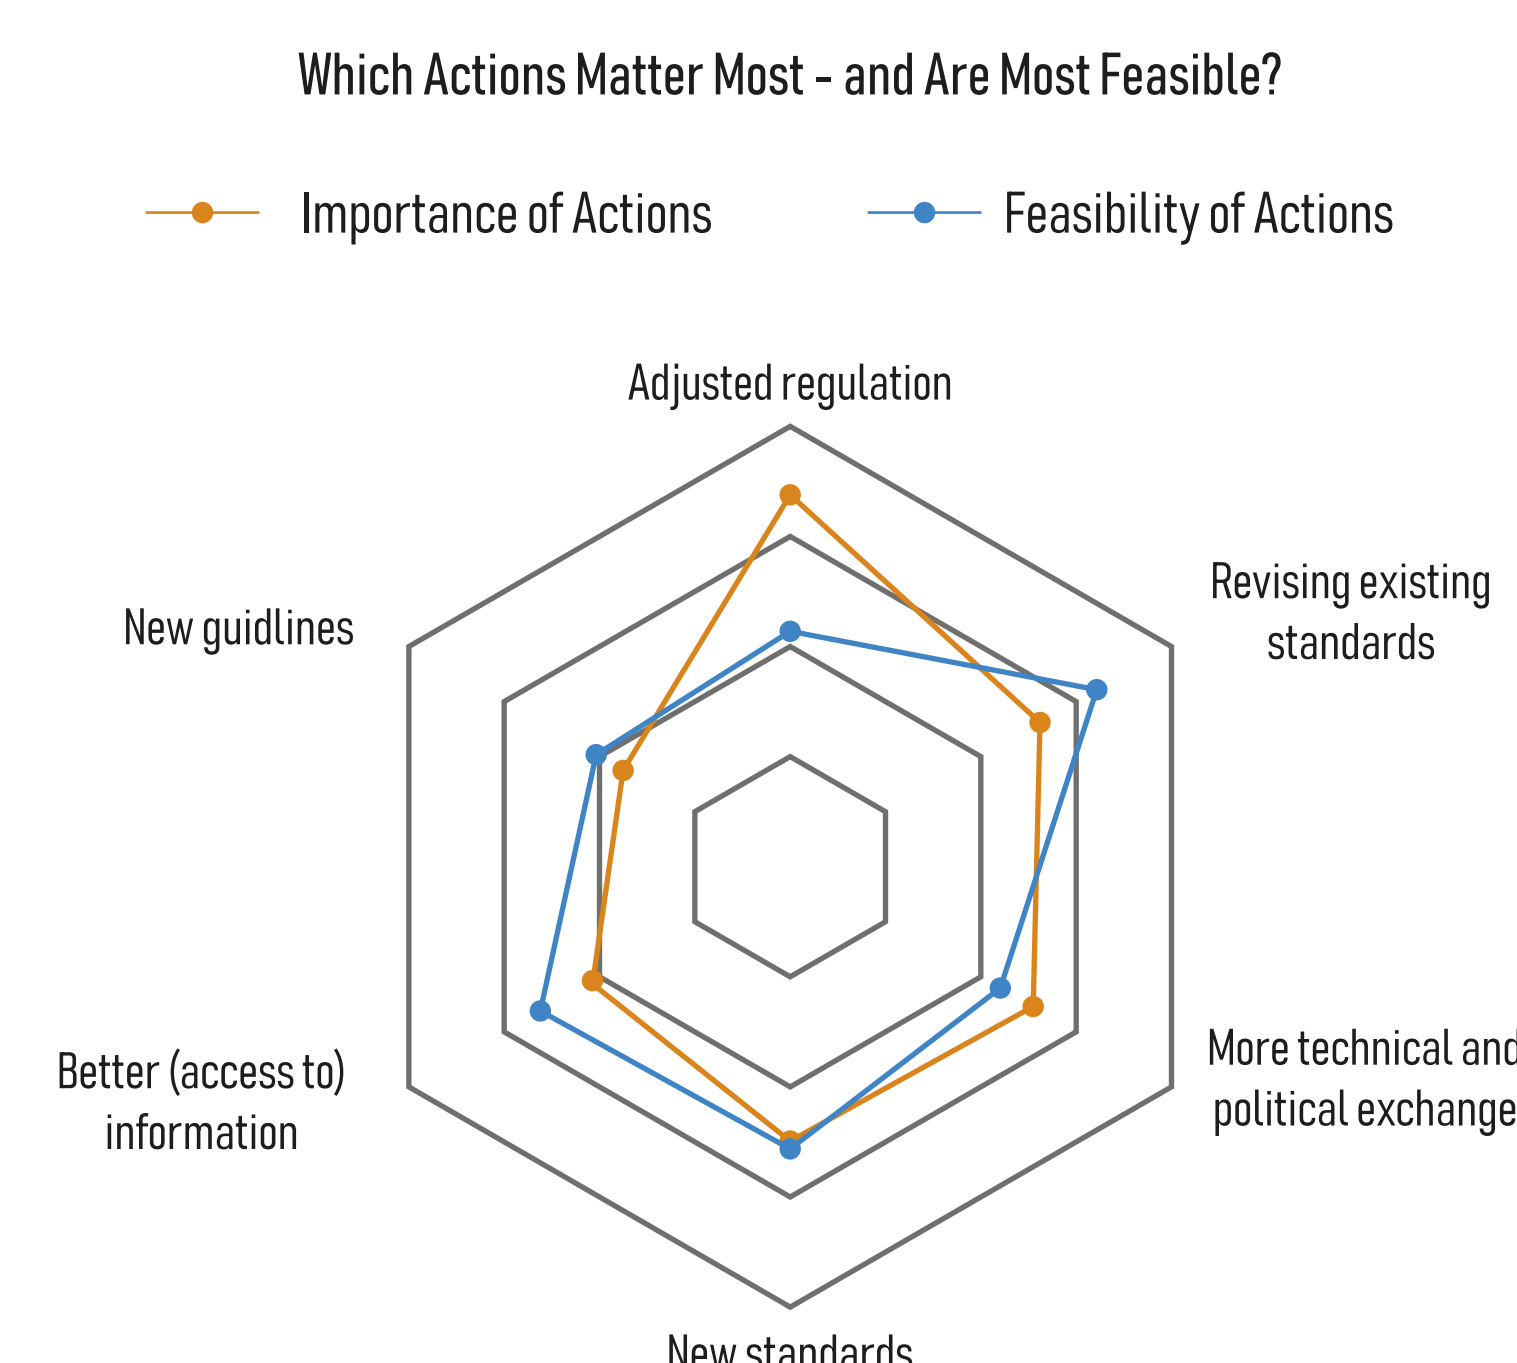 Which Actions Matter Most - and Are Most Feasible?
Importance of Actions
Feasibility of Actions
Adjusted regulation
Revising existing
standards
New guidlines
More technical and
political exchange
Better (access to)
information
New standards